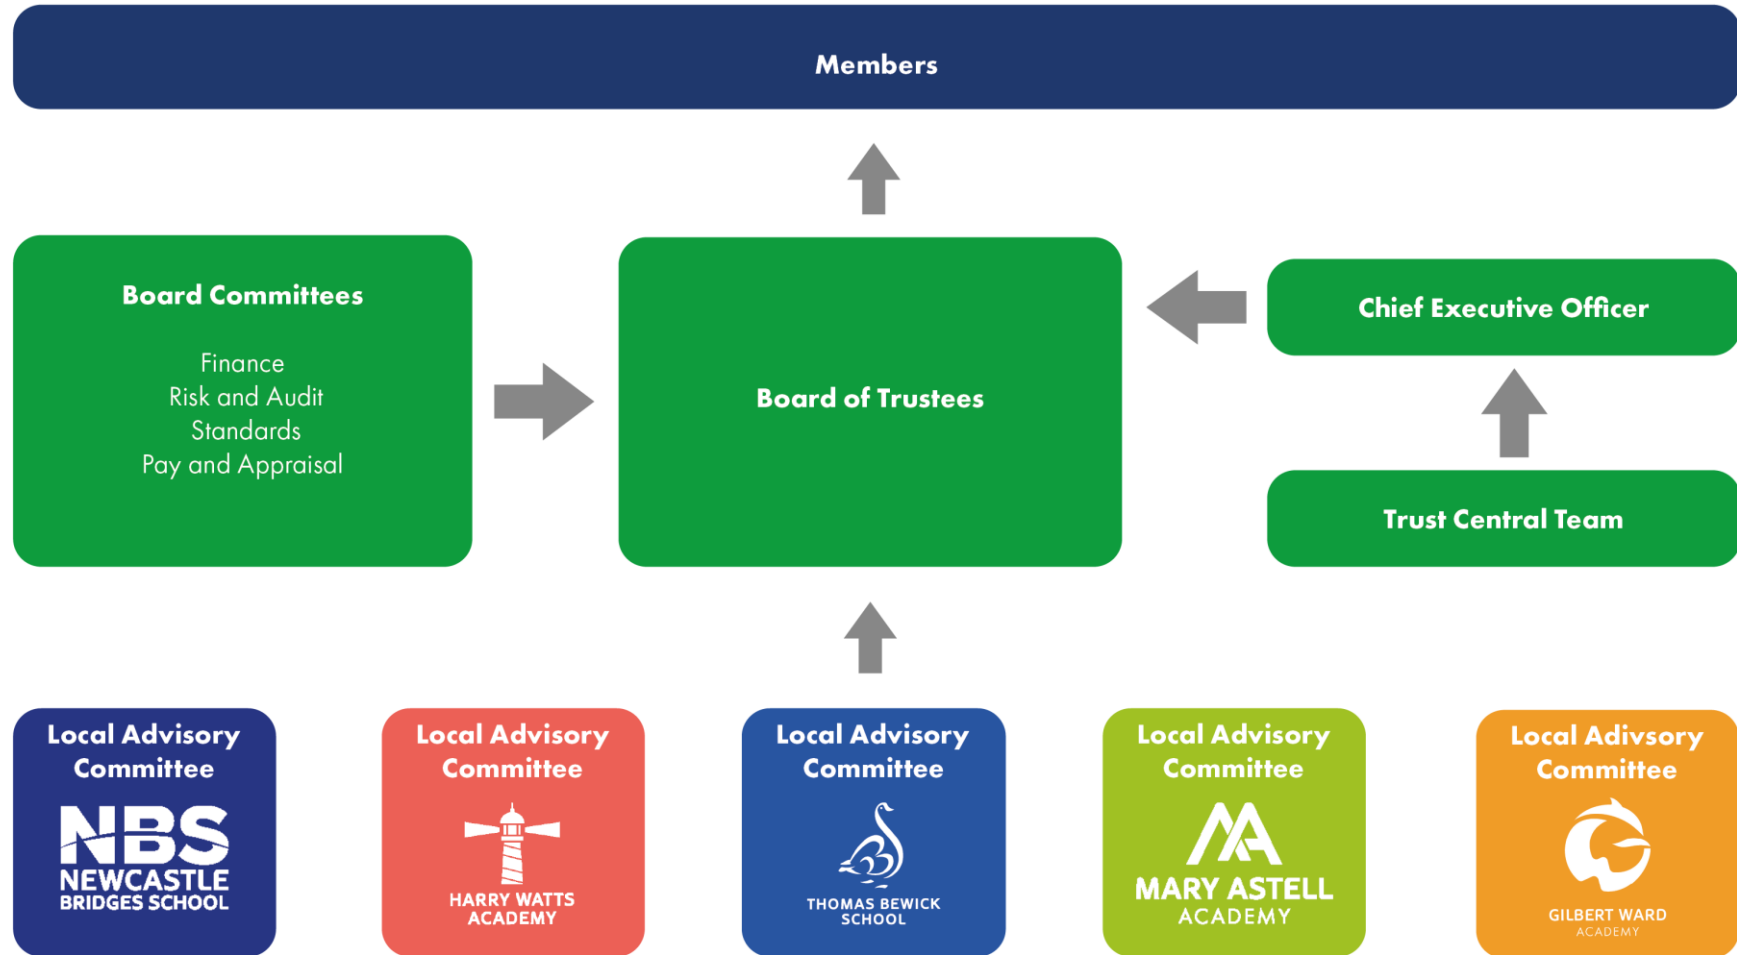 Members
Board Committees
Finance
Risk and Audit
Standards
Pay and Appraisal
Board of Trustees
Chief Executive Officer
Trust Central Team
Local Advisory
Committee
NBS
NEWCASTLE
BRIDGES SCHOOL
Local Advisory
Committee
HARRY WATTS
ACADEMY
Local Advisory
Committee
THOMAS BEWICK
SCHOOL
Local Advisory
Committee
MA
MARY ASTELL
ACADEMY
Local Adivsory
Committee
GILBERT WARD
ACADEMY